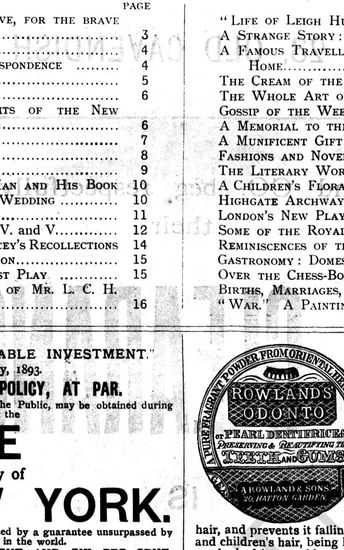 PAGE
VE, FOR THE BRAVE
................ 3
................ 4
RESPONDENCE ........ 4
................ 5
................ 6
ITS OF THE NEW
................ 6
................ 7
................ 8
................ 9
AN AND HIS BOOK 10
WEDDING ......... 10
................ 11
V. AND V. ......... 12
CEY'S RECOLLECTIONS 14
ON ................ 15
ST PLAY ......... 15
OF MR. L. C. H.
................ 16
"LIFE OF LEIGH HU
A STRANGE STORY :
A FAMOUS TRAVELL
HOME................
THE CREAM OF THE
THE WHOLE ART O
GOSSIP OF THE WEE
A MEMORIAL TO TH
A MUNIFICENT GIFT
FASHIONS AND NOVE
THE LITERARY WOR
A CHILDREN'S FLORA
HIGHGATE ARCHWAY
LONDON'S NEW PLAY
SOME OF THE ROYA
REMINISCENCES OF T
GASTRONOMY : DOMES
OVER THE CHESS-BO
BIRTHS, MARRIAGES,
"WAR." A PAINTIN
ABLE INVESTMENT."
y, 1893.
POLICY, AT PAR.
he Public, may be obtained during
the
E
y of
YORK.
ed by a guarantee unsurpassed by
in the world.
A PURE FRAGRANT POWDER FROM ORIENTAL HE
ROWLAND'S
ODONTO
OR PEARL DENTIFRICE
PRESERVING & BEAUTIFYING THE
TEETH AND GUMS
A. ROWLAND & SONS
20, HATTON GARDEN.
hair, and prevents it fallin
and children's hair, being